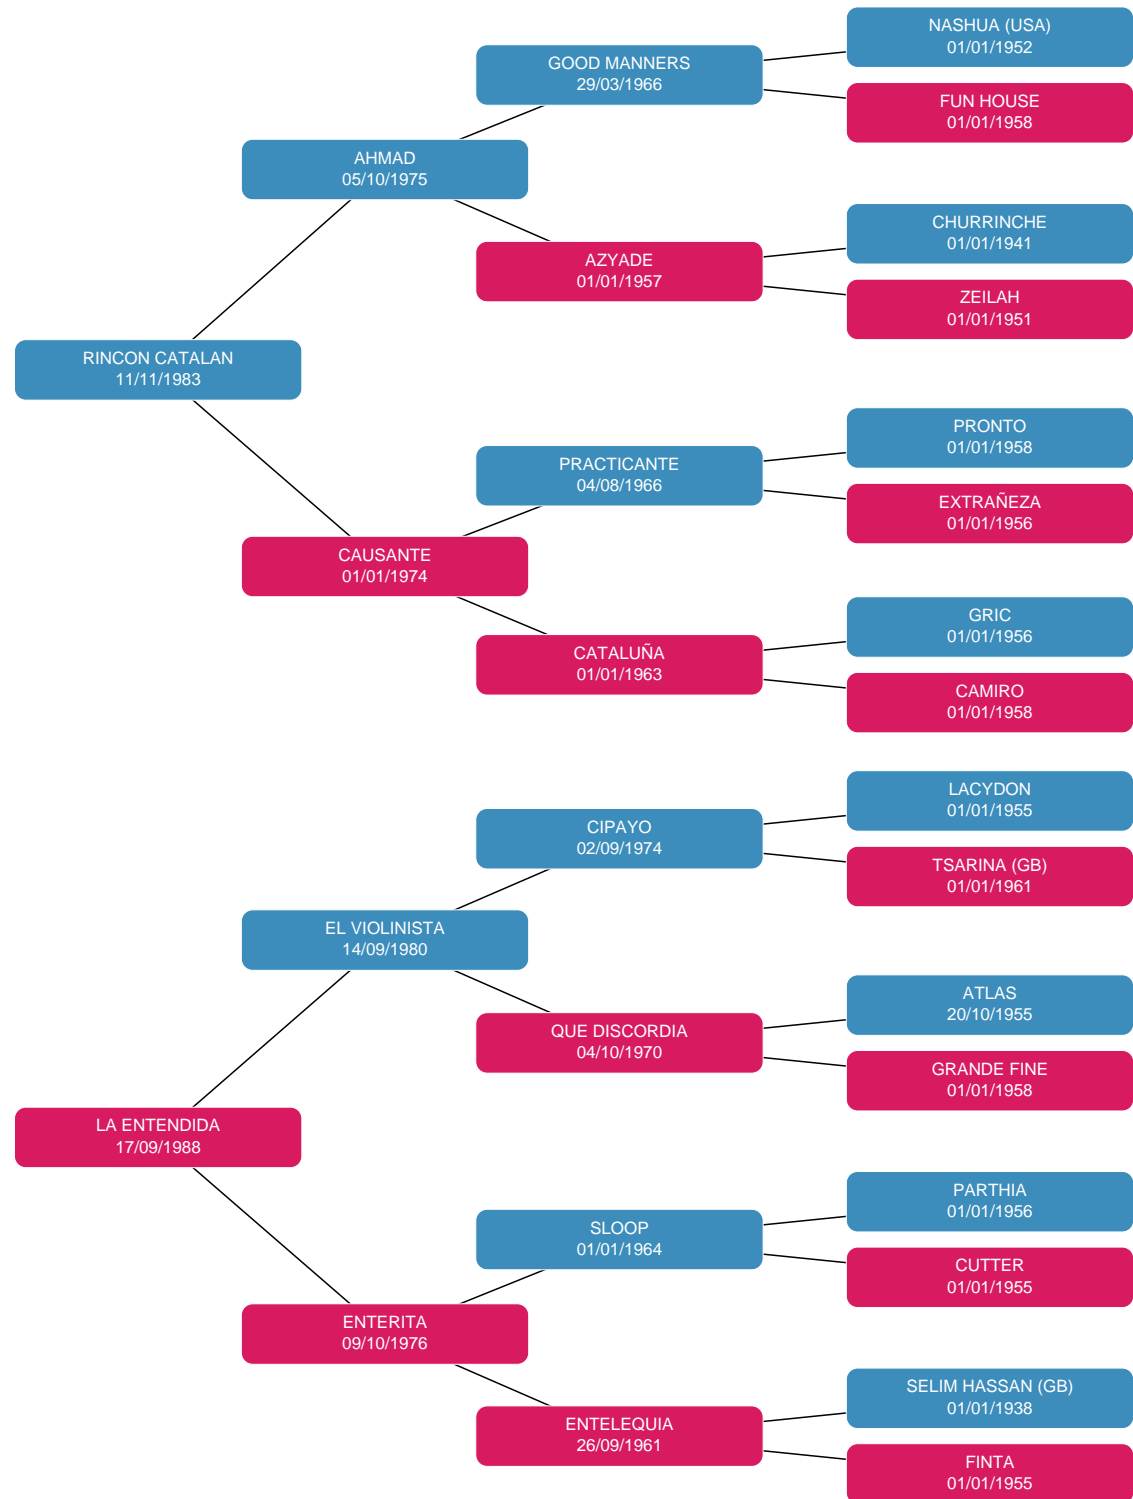 NASHUA (USA)
01/01/1952
GOOD MANNERS
29/03/1966
FUN HOUSE
01/01/1958
AHMAD
05/10/1975
CHURRINCHE
01/01/1941
AZYADE
01/01/1957
ZEILAH
01/01/1951
RINCON CATALAN
11/11/1983
PRONTO
01/01/1958
PRACTICANTE
04/08/1966
EXTRAÑEZA
01/01/1956
CAUSANTE
01/01/1974
GRIC
01/01/1956
CATALUÑA
01/01/1963
CAMIRO
01/01/1958
LACYDON
01/01/1955
CIPAYO
02/09/1974
TSARINA (GB)
01/01/1961
EL VIOLINISTA
14/09/1980
ATLAS
20/10/1955
QUE DISCORDIA
04/10/1970
GRANDE FINE
01/01/1958
LA ENTENDIDA
17/09/1988
PARTHIA
01/01/1956
SLOOP
01/01/1964
CUTTER
01/01/1955
ENTERITA
09/10/1976
SELIM HASSAN (GB)
01/01/1938
ENTELEQUIA
26/09/1961
FINTA
01/01/1955